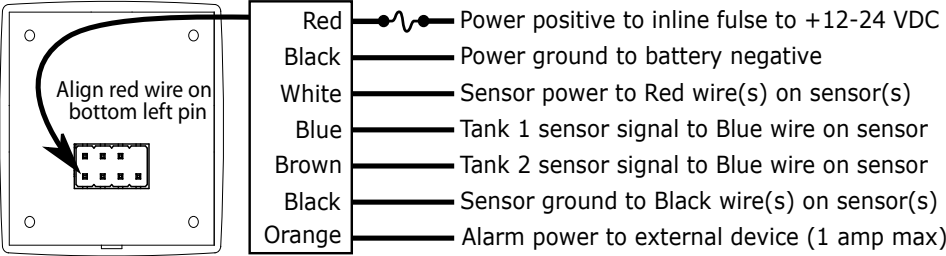 Align red wire on
bottom left pin
Red Power positive to inline fulse to +12-24 VDC
Black Power ground to battery negative
White Sensor power to Red wire(s) on sensor(s)
Blue Tank 1 sensor signal to Blue wire on sensor
Brown Tank 2 sensor signal to Blue wire on sensor
Black Sensor ground to Black wire(s) on sensor(s)
Orange Alarm power to external device (1 amp max)